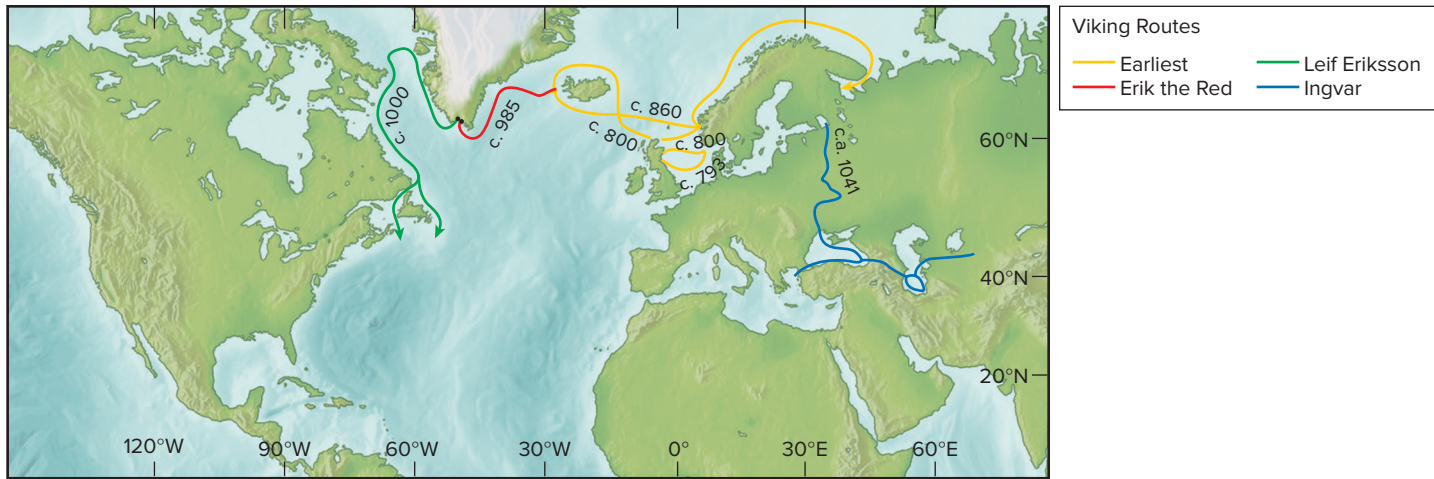 Viking Routes
Earliest
Leif Eriksson
Erik the Red
Ingvar
c. 1000
c. 985
c. 860
c. 800
c. 800
c. 793
c.a. 1041
60°N
40°N
20°N
120°W
90°W
60°W
30°W
0°
30°E
60°E